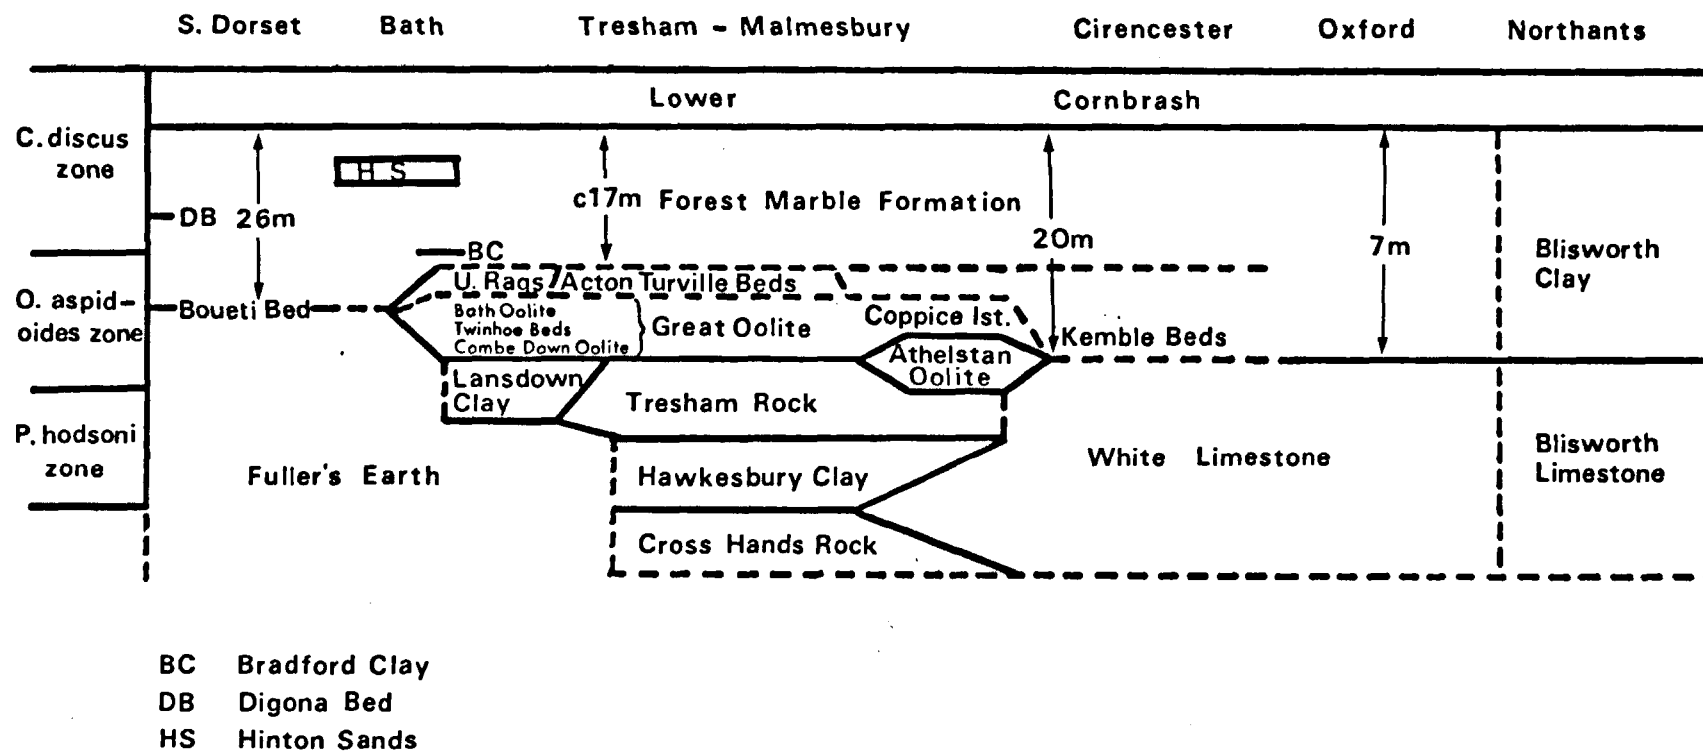 S. Dorset Bath Tresham - Malmesbury Cirencester Oxford Northants
Lower Cornbrash
C. discus
zone
H S
c17m Forest Marble Formation
DB 26m
20m
7m
BC
Blisworth
Clay
O. aspid-
oides zone
U. Rags Acton Turville Beds
Boueti Bed
Bath Oolite
Twinhoe Beds
Combe Down Oolite
Great Oolite
Coppice lst.
Kemble Beds
Athelstan
Oolite
Lansdown
Clay
Tresham Rock
P. hodsoni
zone
Fuller's Earth
Hawkesbury Clay
White Limestone
Blisworth
Limestone
Cross Hands Rock
BC Bradford Clay
DB Digona Bed
HS Hinton Sands